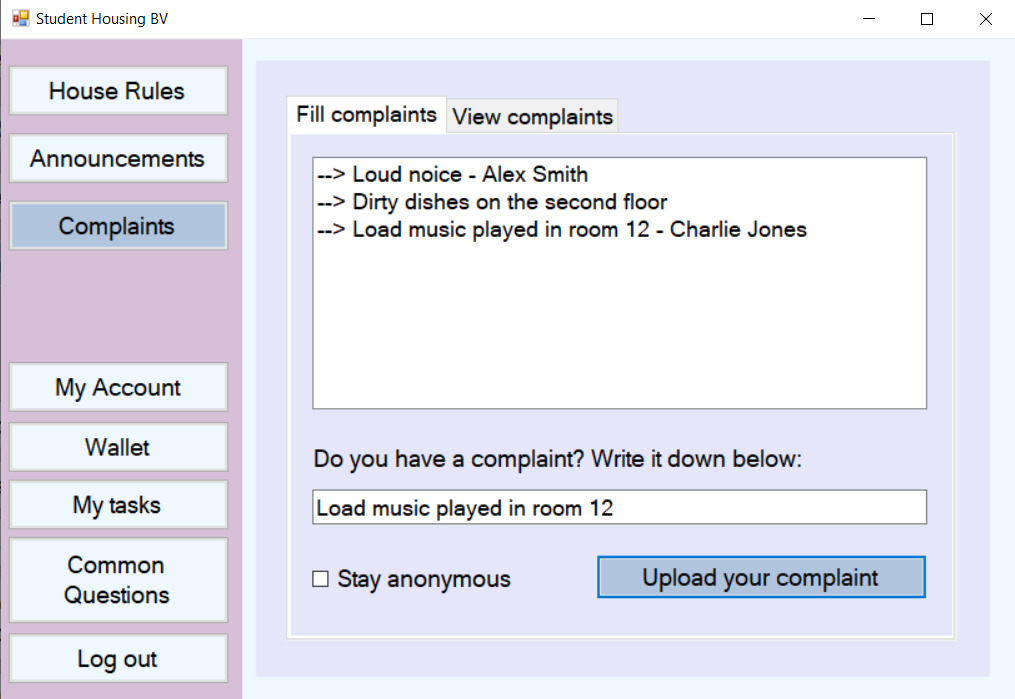 Student Housing BV
House Rules
Announcements
Complaints
My Account
Wallet
My tasks
Common
Questions
Log out
Fill complaints
View complaints
--> Loud noice - Alex Smith
--> Dirty dishes on the second floor
--> Load music played in room 12 - Charlie Jones
Do you have a complaint? Write it down below:
Load music played in room 12
Stay anonymous
Upload your complaint